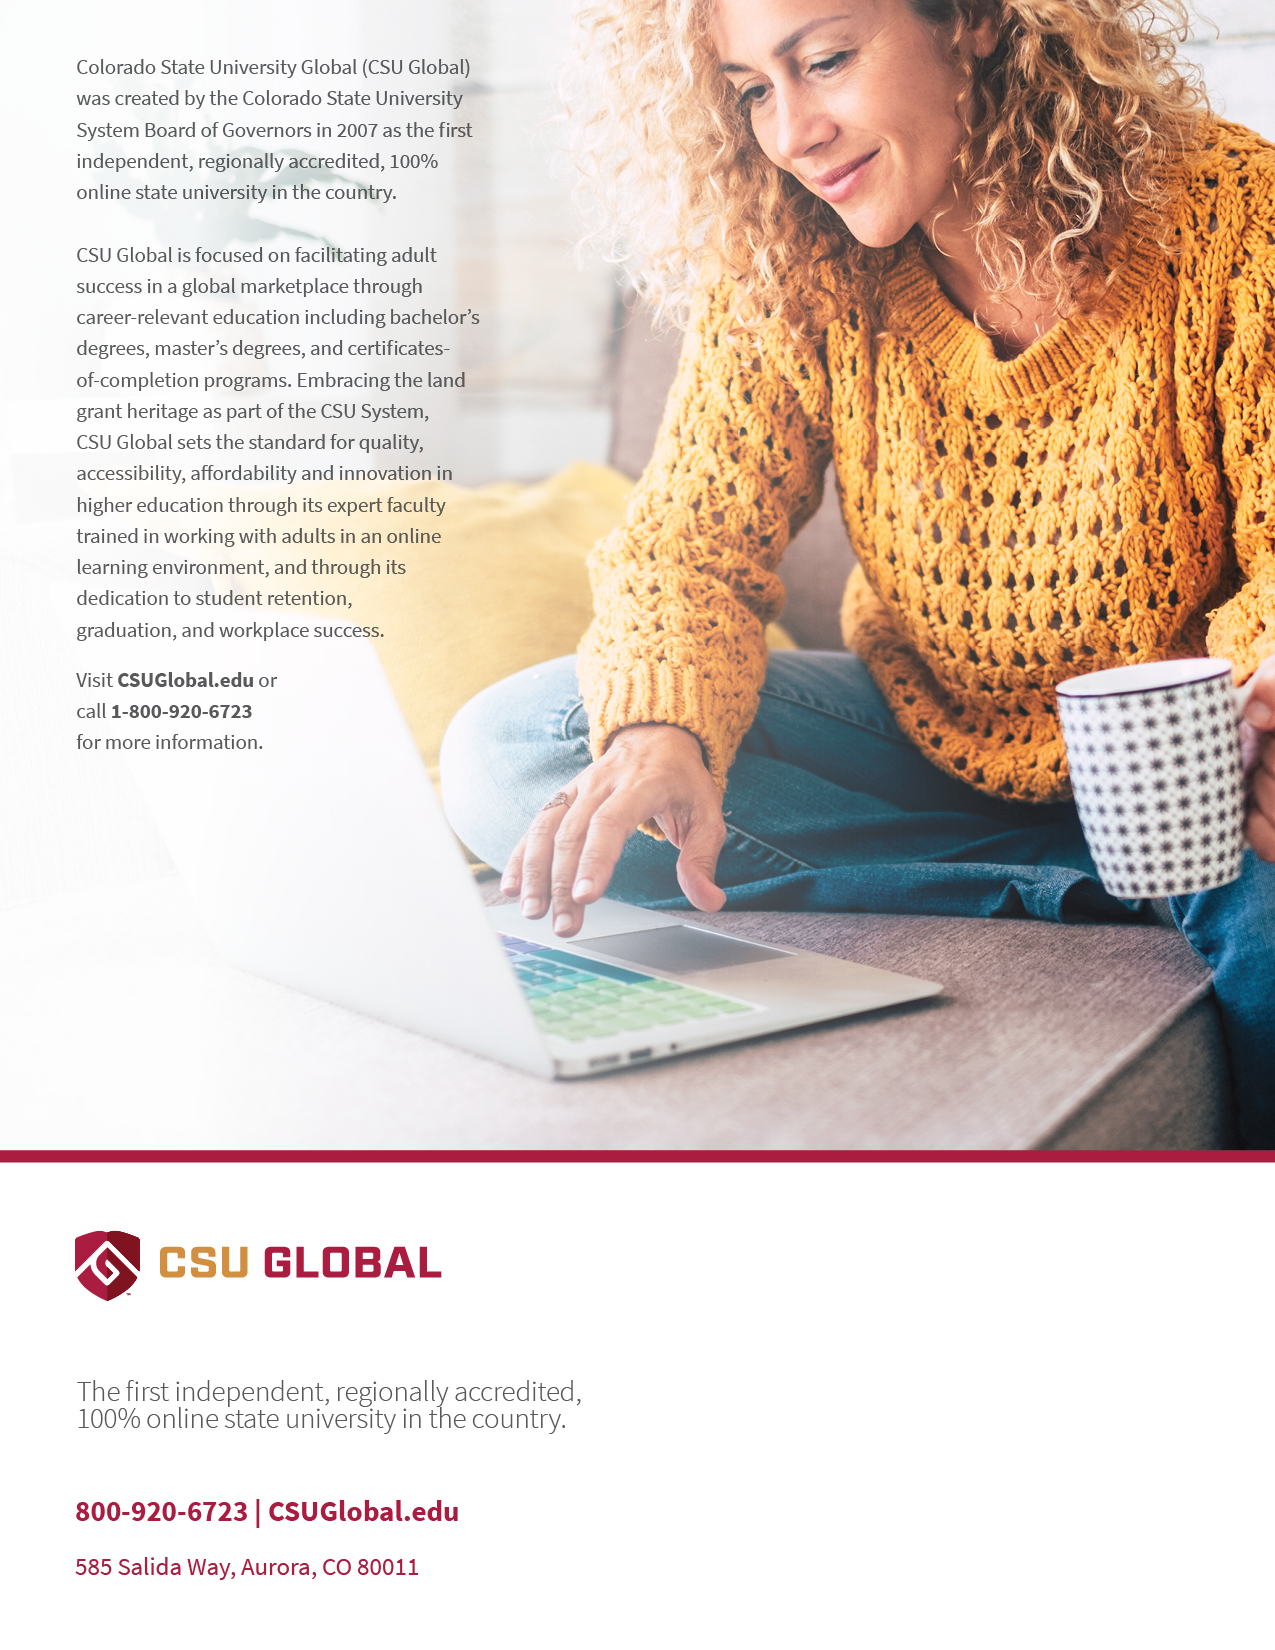 Colorado State University Global (CSU Global)
was created by the Colorado State University
System Board of Governors in 2007 as the first
independent, regionally accredited, 100%
online state university in the country.
CSU Global is focused on facilitating adult
success in a global marketplace through
career-relevant education including bachelor’s
degrees, master’s degrees, and certificates-
of-completion programs. Embracing the land
grant heritage as part of the CSU System,
CSU Global sets the standard for quality,
accessibility, affordability and innovation in
higher education through its expert faculty
trained in working with adults in an online
learning environment, and through its
dedication to student retention,
graduation, and workplace success.
Visit CSUGlobal.edu or
call 1-800-920-6723
for more information.
CSU GLOBAL
The first independent, regionally accredited,
100% online state university in the country.
800-920-6723 | CSUGlobal.edu
585 Salida Way, Aurora, CO 80011